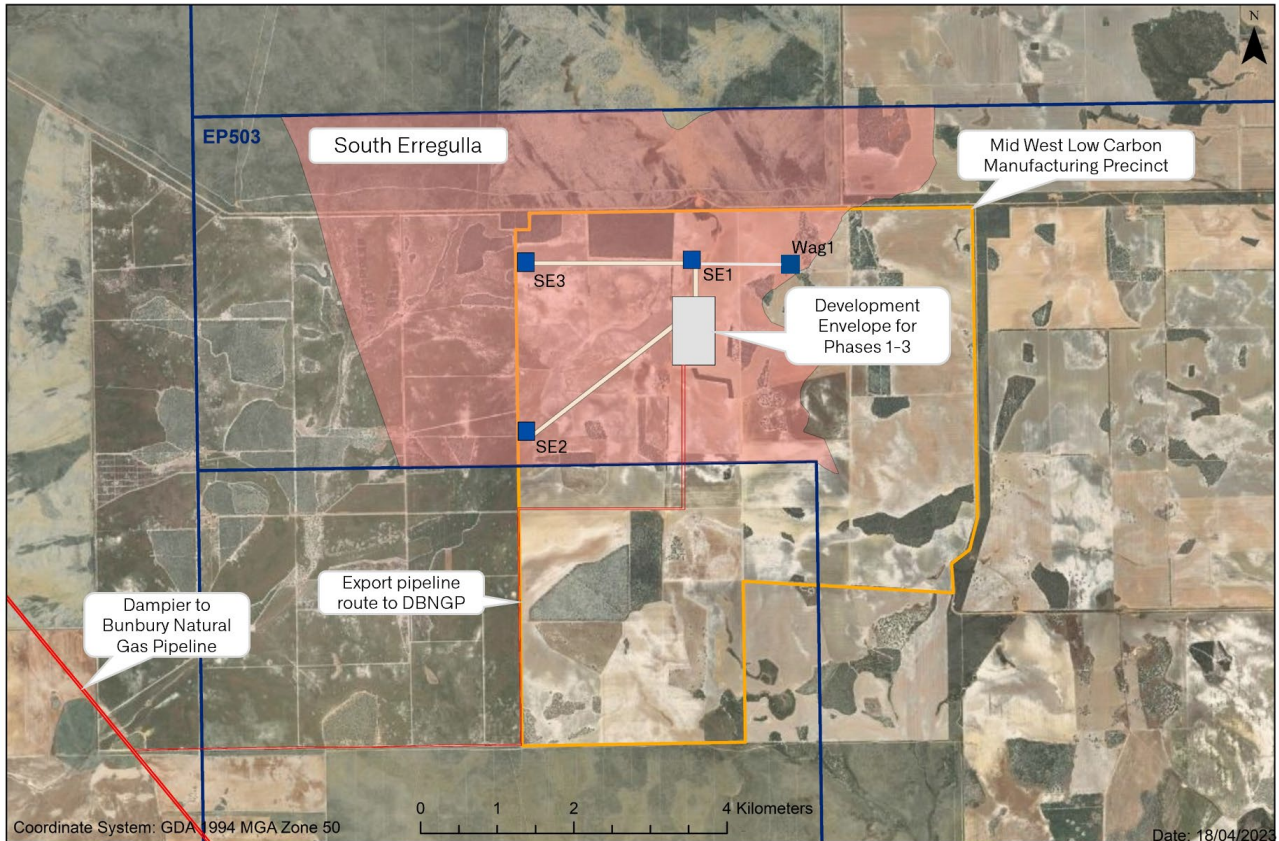 N
EP503
South Erregulla
Mid West Low Carbon
Manufacturing Precinct
Wag1
SE3
SE1
Development
Envelope for
Phases 1-3
SE2
Export pipeline
route to DBNGP
Dampier to
Bunbury Natural
Gas Pipeline
0 1 2 4 Kilometers
Coordinate System: GDA 1994 MGA Zone 50
Date: 18/04/2023